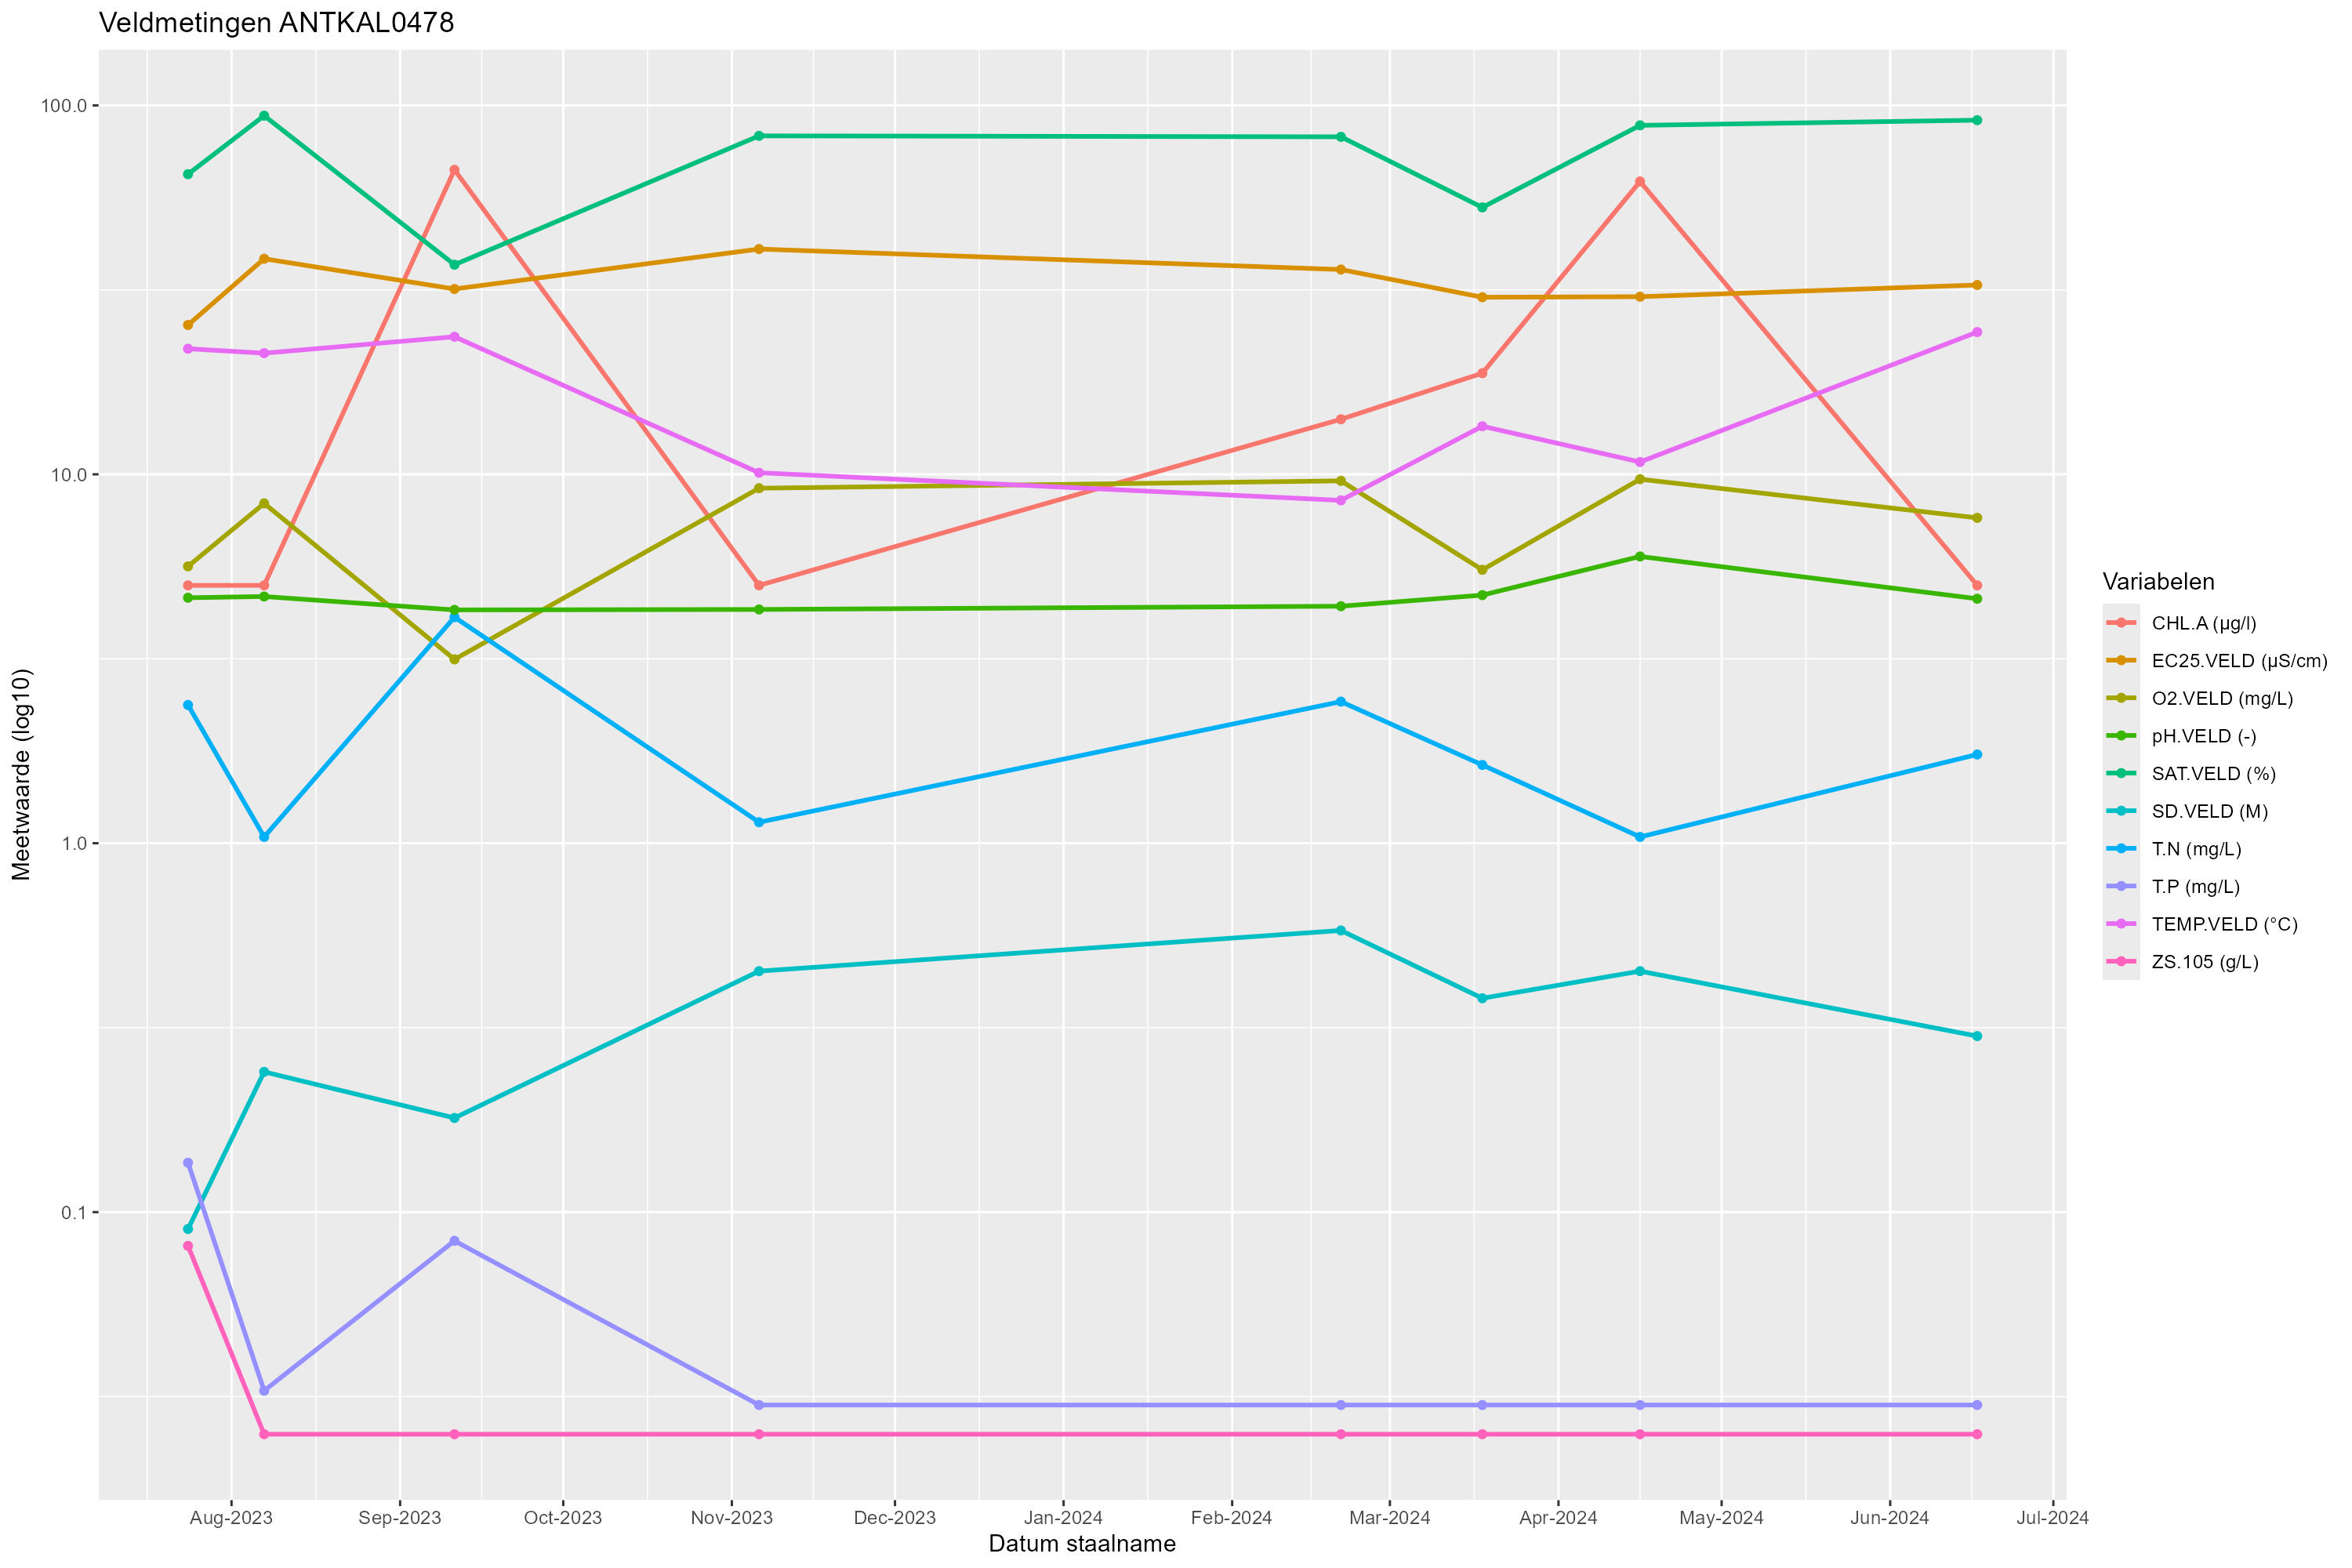 Veldmetingen ANTKAL0478
100.0
10.0
1.0
0.1
Meetwaarde (log10)
Aug-2023
Sep-2023
Oct-2023
Nov-2023
Dec-2023
Jan-2024
Feb-2024
Mar-2024
Apr-2024
May-2024
Jun-2024
Jul-2024
Datum staalname
Variabelen
CHL.A (µg/l)
EC25.VELD (µS/cm)
O2.VELD (mg/L)
pH.VELD (-)
SAT.VELD (%)
SD.VELD (M)
T.N (mg/L)
T.P (mg/L)
TEMP.VELD (°C)
ZS.105 (g/L)